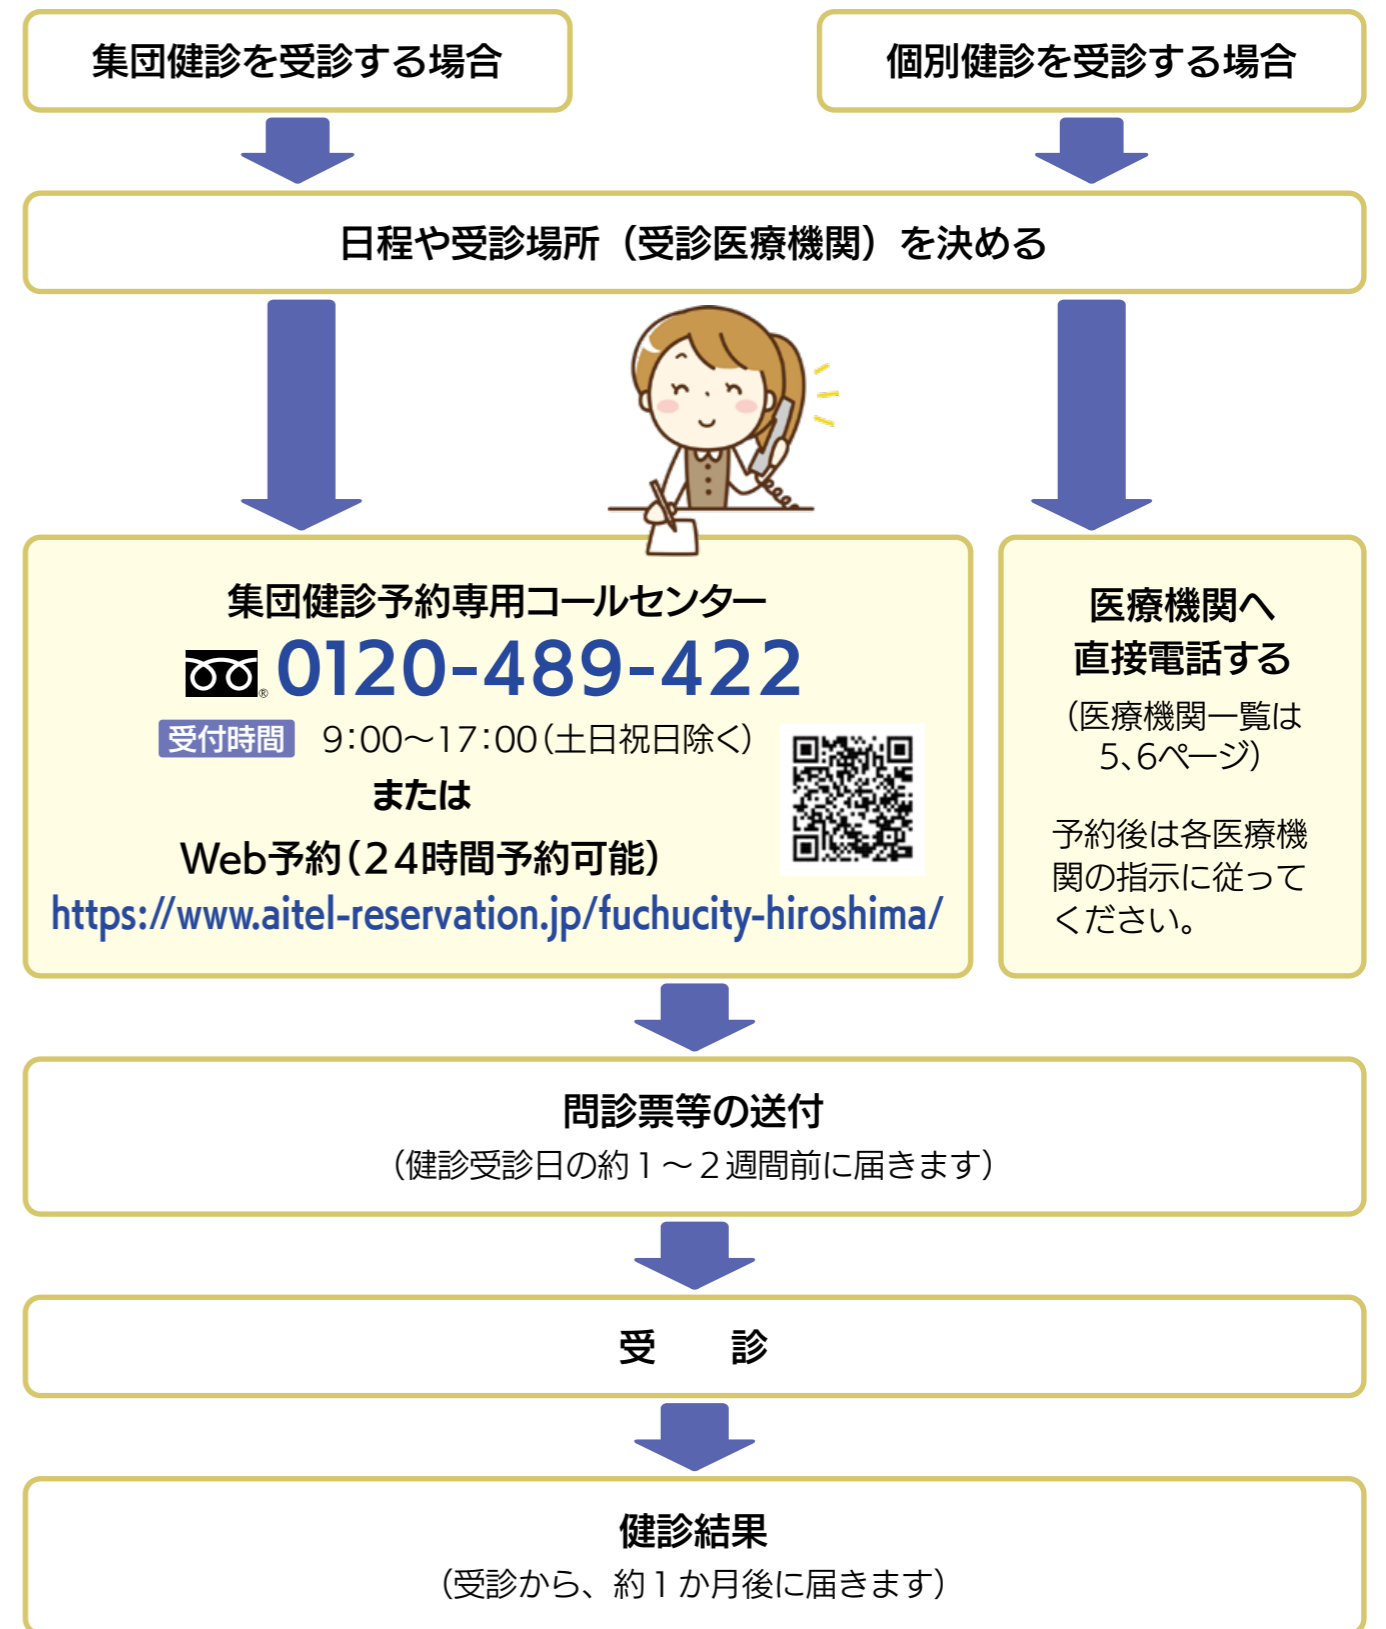 集団健診を受診する場合
個別健診を受診する場合
日程や受診場所（受診医療機関）を決める
集団健診予約専用コールセンター
0120-489-422
受付時間 9：00～17：00（土日祝日除く）
または
Web予約（24時間予約可能）
https://www.aitel-reservation.jp/fuchucity-hiroshima/
医療機関へ
直接電話する
（医療機関一覧は
5、6ページ）
予約後は各医療機
関の指示に従って
ください。
問診票等の送付
（健診受診日の約１～２週間前に届きます）
受　　診
健診結果
（受診から、約１か月後に届きます）